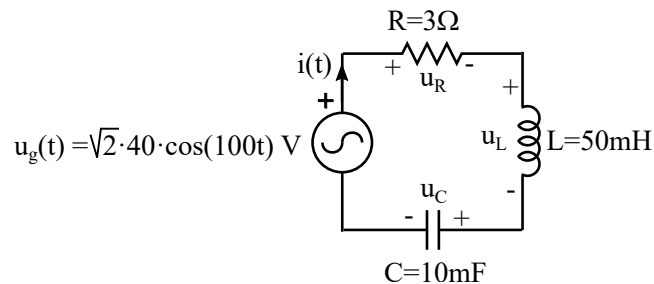 R=3Ω
i(t)
+
-
u_R
+
+
u_g(t) =√2·40·cos(100t) V
u_L
L=50mH
-
u_C
-
+
C=10mF